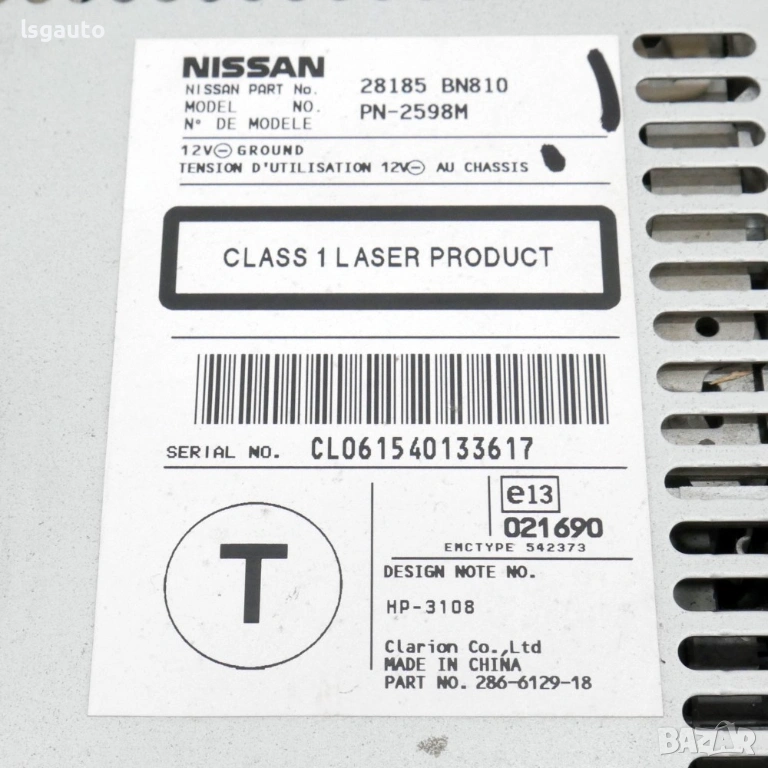 lsgauto
NISSAN
NISSAN PART No. 28185 BN810
MODEL NO. PN-2598M
N° DE MODELE
12V⊖GROUND
TENSION D'UTILISATION 12V⊖ AU CHASSIS
CLASS 1 LASER PRODUCT
SERIAL NO. CL061540133617
T
e13
021690
EMCTYPE 542373
DESIGN NOTE NO.
HP-3108
Clarion Co.,Ltd
MADE IN CHINA
PART NO. 286-6129-18
BAZAR